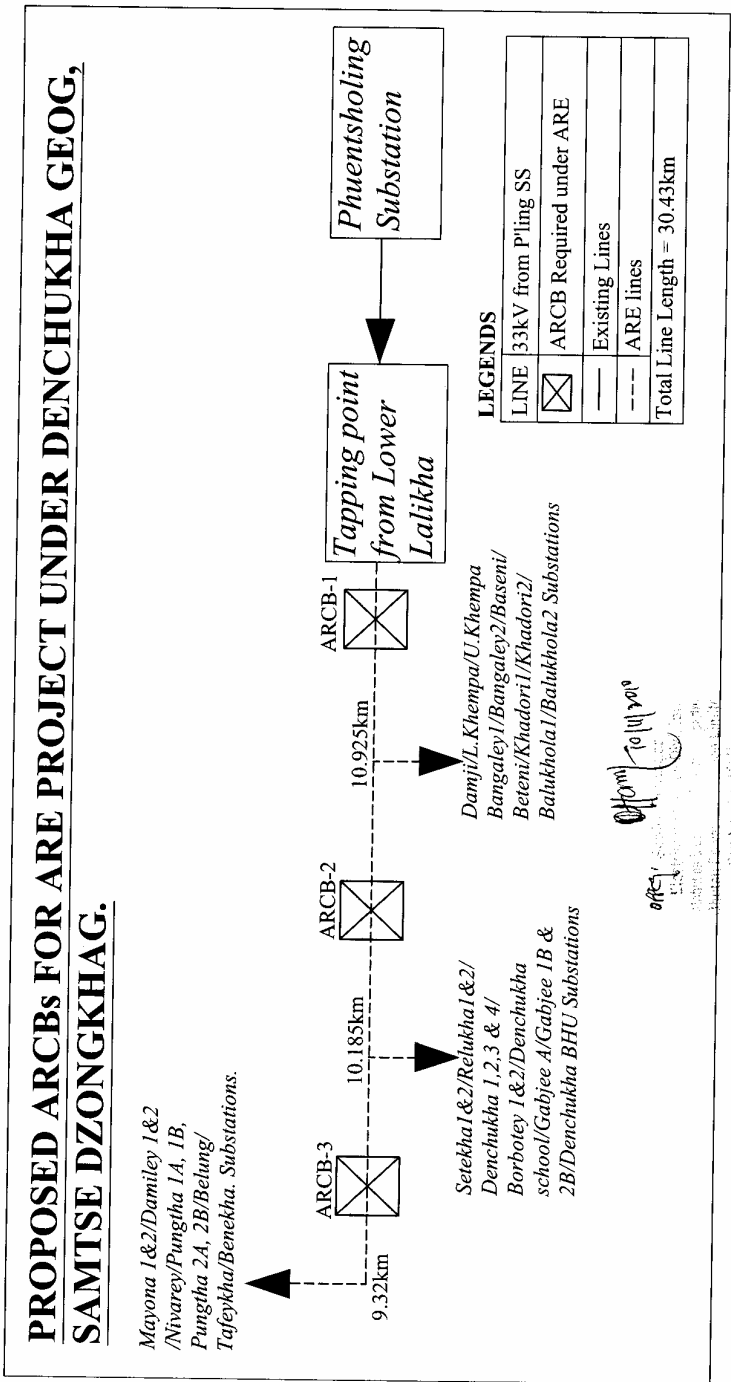 PROPOSED ARCBs FOR ARE PROJECT UNDER DENCHUKHA GEOG,
SAMTSE DZONGKHAG.
Mayona 1&2/Damiley 1&2
/Nivarey/Pungtha 1A, 1B,
Pungtha 2A, 2B/Belung/
Tafeykha/Benekha. Substations.
9.32km
ARCB-3
10.185km
ARCB-2
10.925km
ARCB-1
Tapping point
from Lower
Lalikha
Phuentsholing
Substation
Setekha1&2/Relukha1&2/
Denchukha 1,2,3 & 4/
Borbotey 1&2/Denchukha
school/Gabjee A/Gabjee 1B &
2B/Denchukha BHU Substations
Damji/L.Khempa/U.Khempa
Bangaley1/Bangaley2/Baseni/
Beteni/Khadori1/Khadori2/
Balukhola1/Balukhola2 Substations
LEGENDS
LINE 33kV from P'ling SS
ARCB Required under ARE
Existing Lines
ARE lines
Total Line Length = 30.43km
10/11/2010